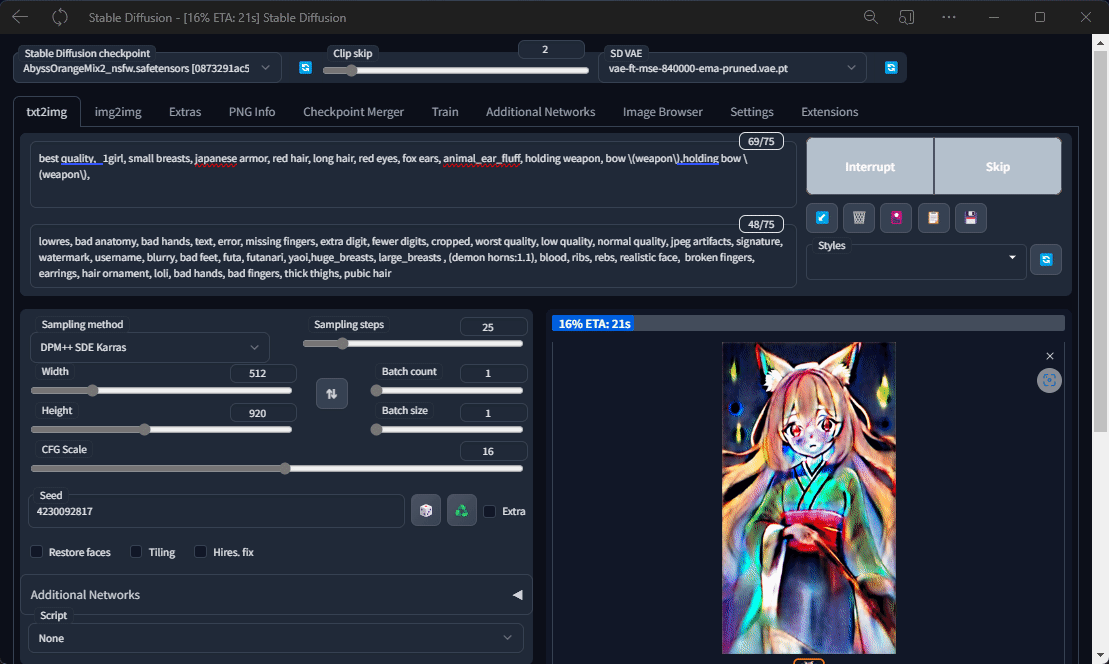 Stable Diffusion - [16% ETA: 21s] Stable Diffusion
Stable Diffusion checkpoint
AbyssOrangeMix2_nsfw.safetensors [0873291ac5
Clip skip
2
SD VAE
vae-ft-mse-840000-ema-pruned.vae.pt
txt2img img2img Extras PNG Info Checkpoint Merger Train Additional Networks Image Browser Settings Extensions
69/75
best quality, 1girl, small breasts, japanese armor, red hair, long hair, red eyes, fox ears, animal_ear_fluff, holding weapon, bow \(weapon\),holding bow \
(weapon\),
48/75
lowres, bad anatomy, bad hands, text, error, missing fingers, extra digit, fewer digits, cropped, worst quality, low quality, normal quality, jpeg artifacts, signature,
watermark, username, blurry, bad feet, futa, futanari, yaoi,huge_breasts, large_breasts , (demon horns:1.1), blood, ribs, rebs, realistic face, broken fingers,
earrings, hair ornament, loli, bad hands, bad fingers, thick thighs, pubic hair
Interrupt Skip
Styles
Sampling method
DPM++ SDE Karras
Sampling steps
25
Width
512
Height
920
Batch count
1
Batch size
1
CFG Scale
16
Seed
4230092817
Extra
Restore faces Tiling Hires. fix
Additional Networks
Script
None
16% ETA: 21s